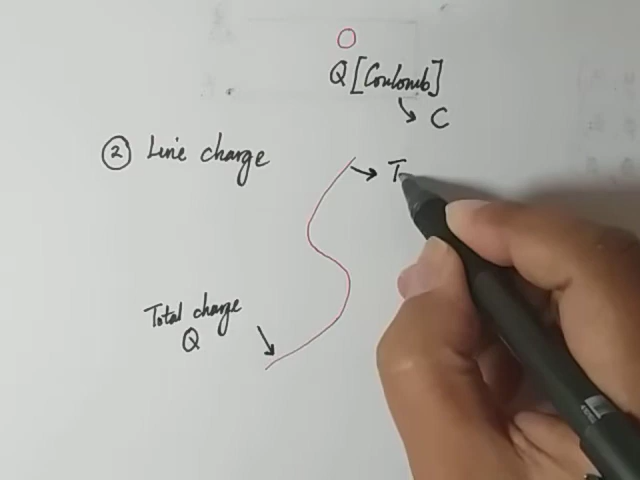 Q [Coulomb]
C
② Line charge
T
Total charge
Q